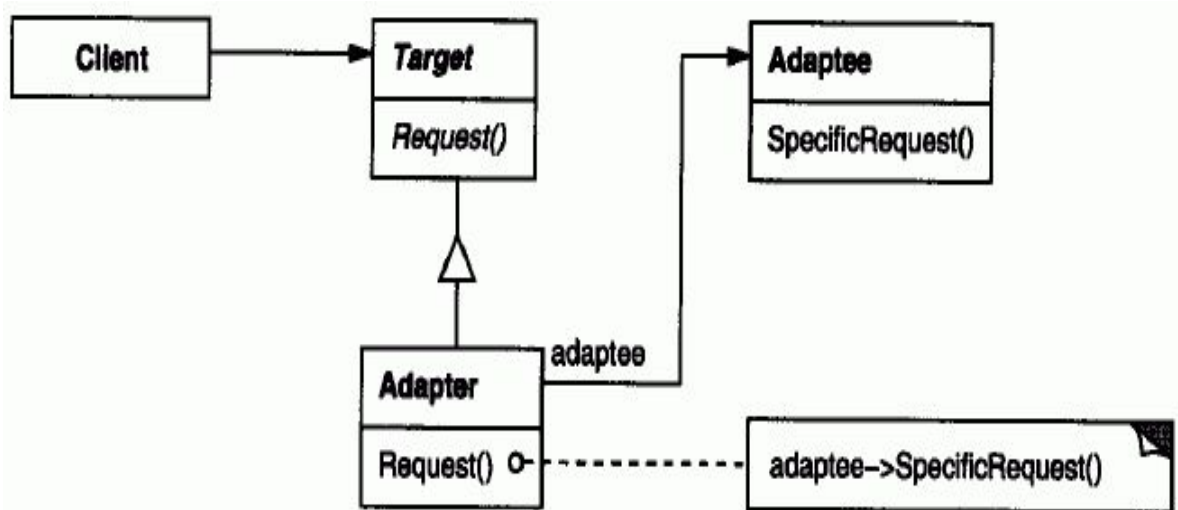 Client
Target
Request()
Adaptee
SpecificRequest()
adaptee
Adapter
Request()
adaptee->SpecificRequest()